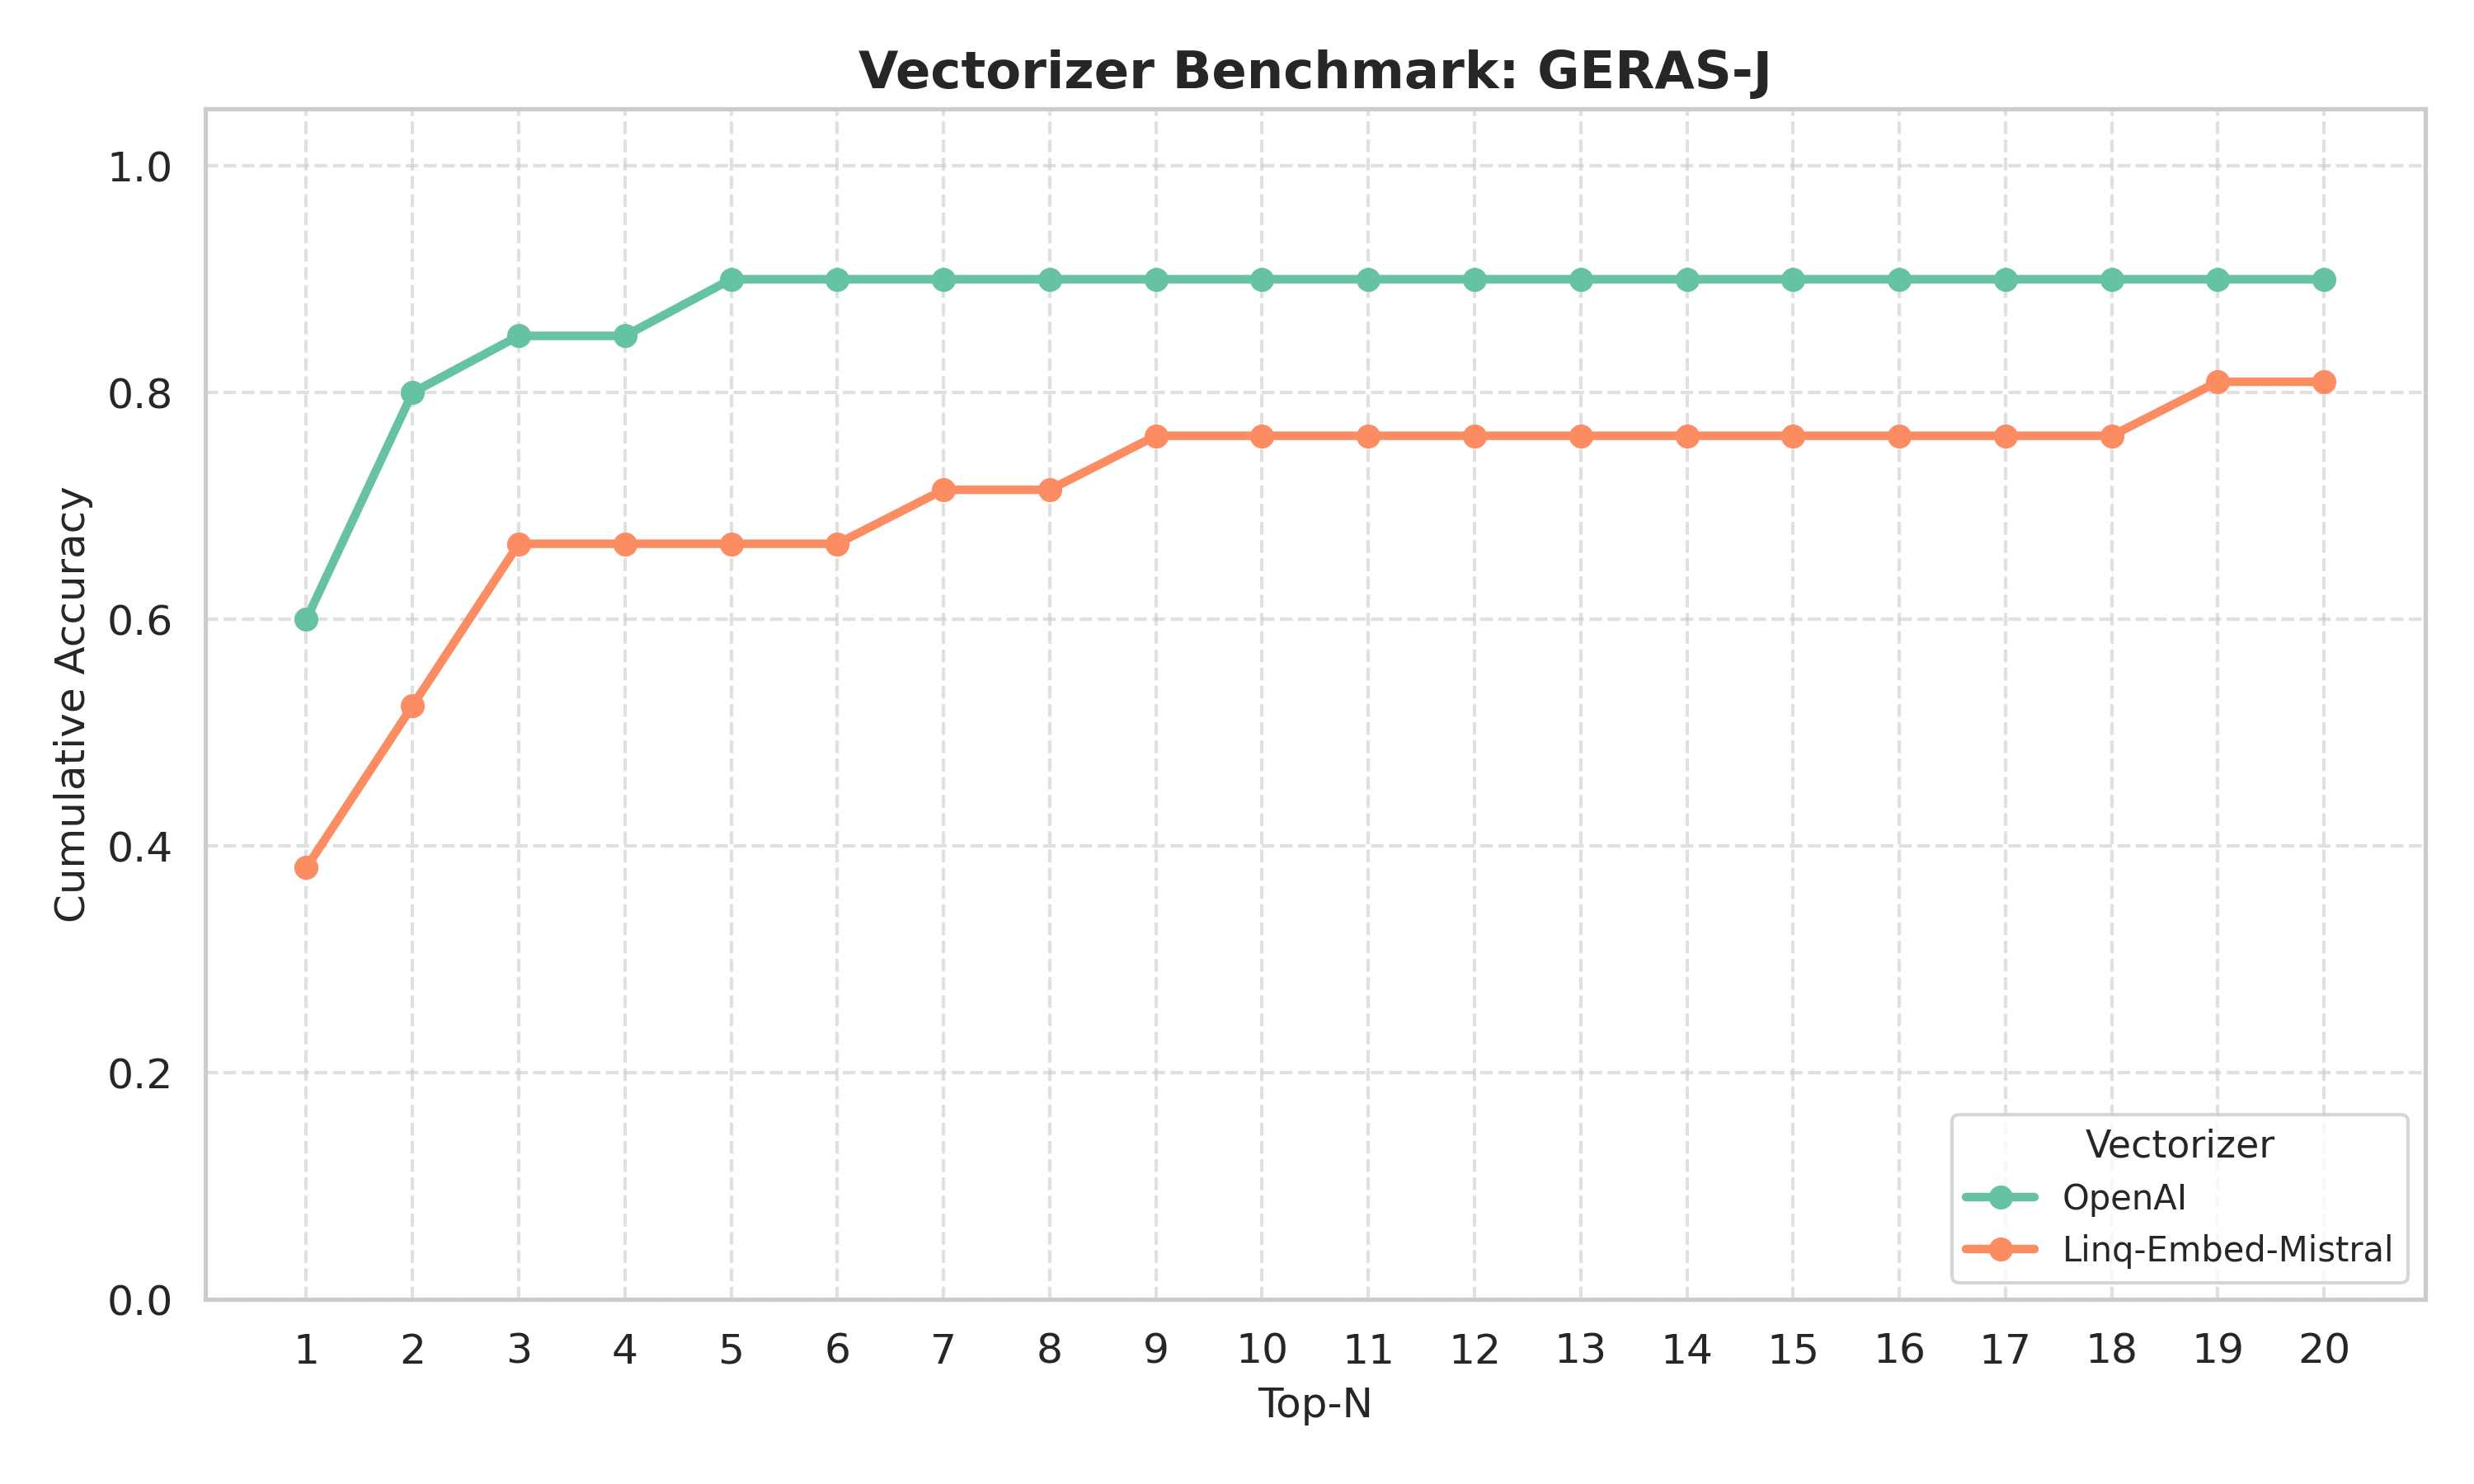 Vectorizer Benchmark: GERAS-J
Cumulative Accuracy
1.0
0.8
0.6
0.4
0.2
0.0
Vectorizer
OpenAI
Linq-Embed-Mistral
1 2 3 4 5 6 7 8 9 10 11 12 13 14 15 16 17 18 19 20
Top-N